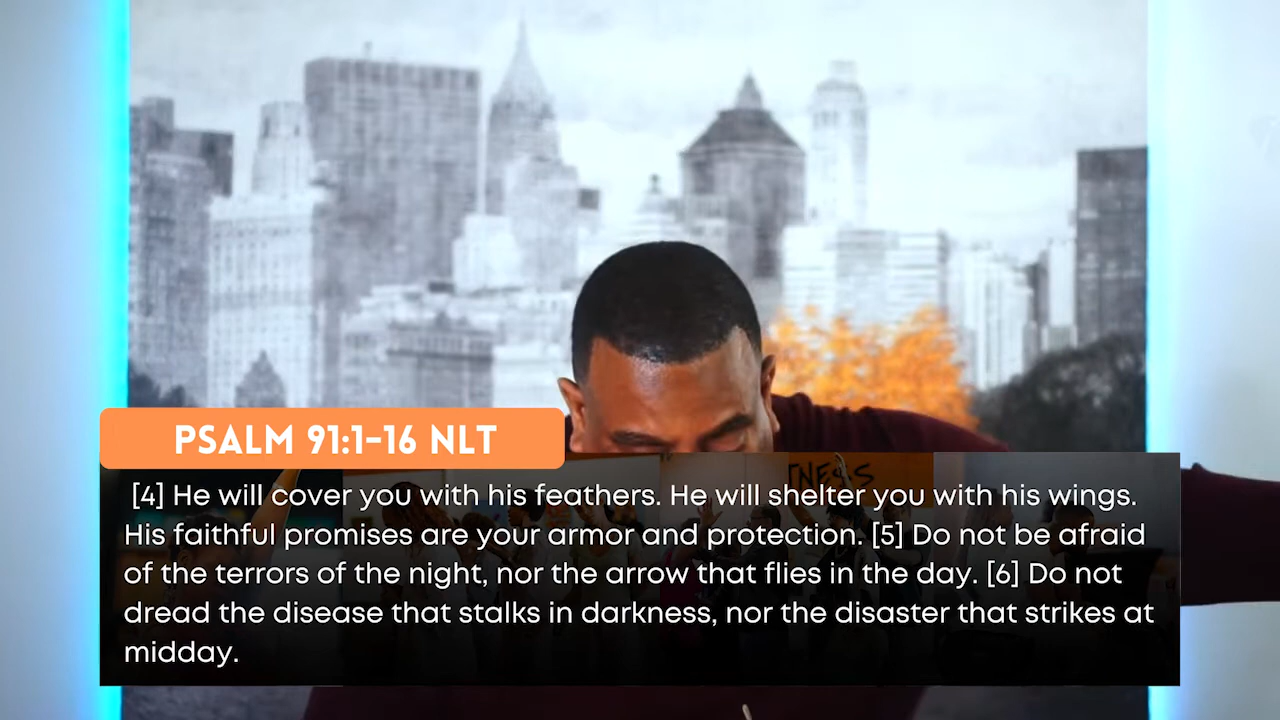 PSALM 91:1-16 NLT
TNESS
[4] He will cover you with his feathers. He will shelter you with his wings.
His faithful promises are your armor and protection. [5] Do not be afraid
of the terrors of the night, nor the arrow that flies in the day. [6] Do not
dread the disease that stalks in darkness, nor the disaster that strikes at
midday.